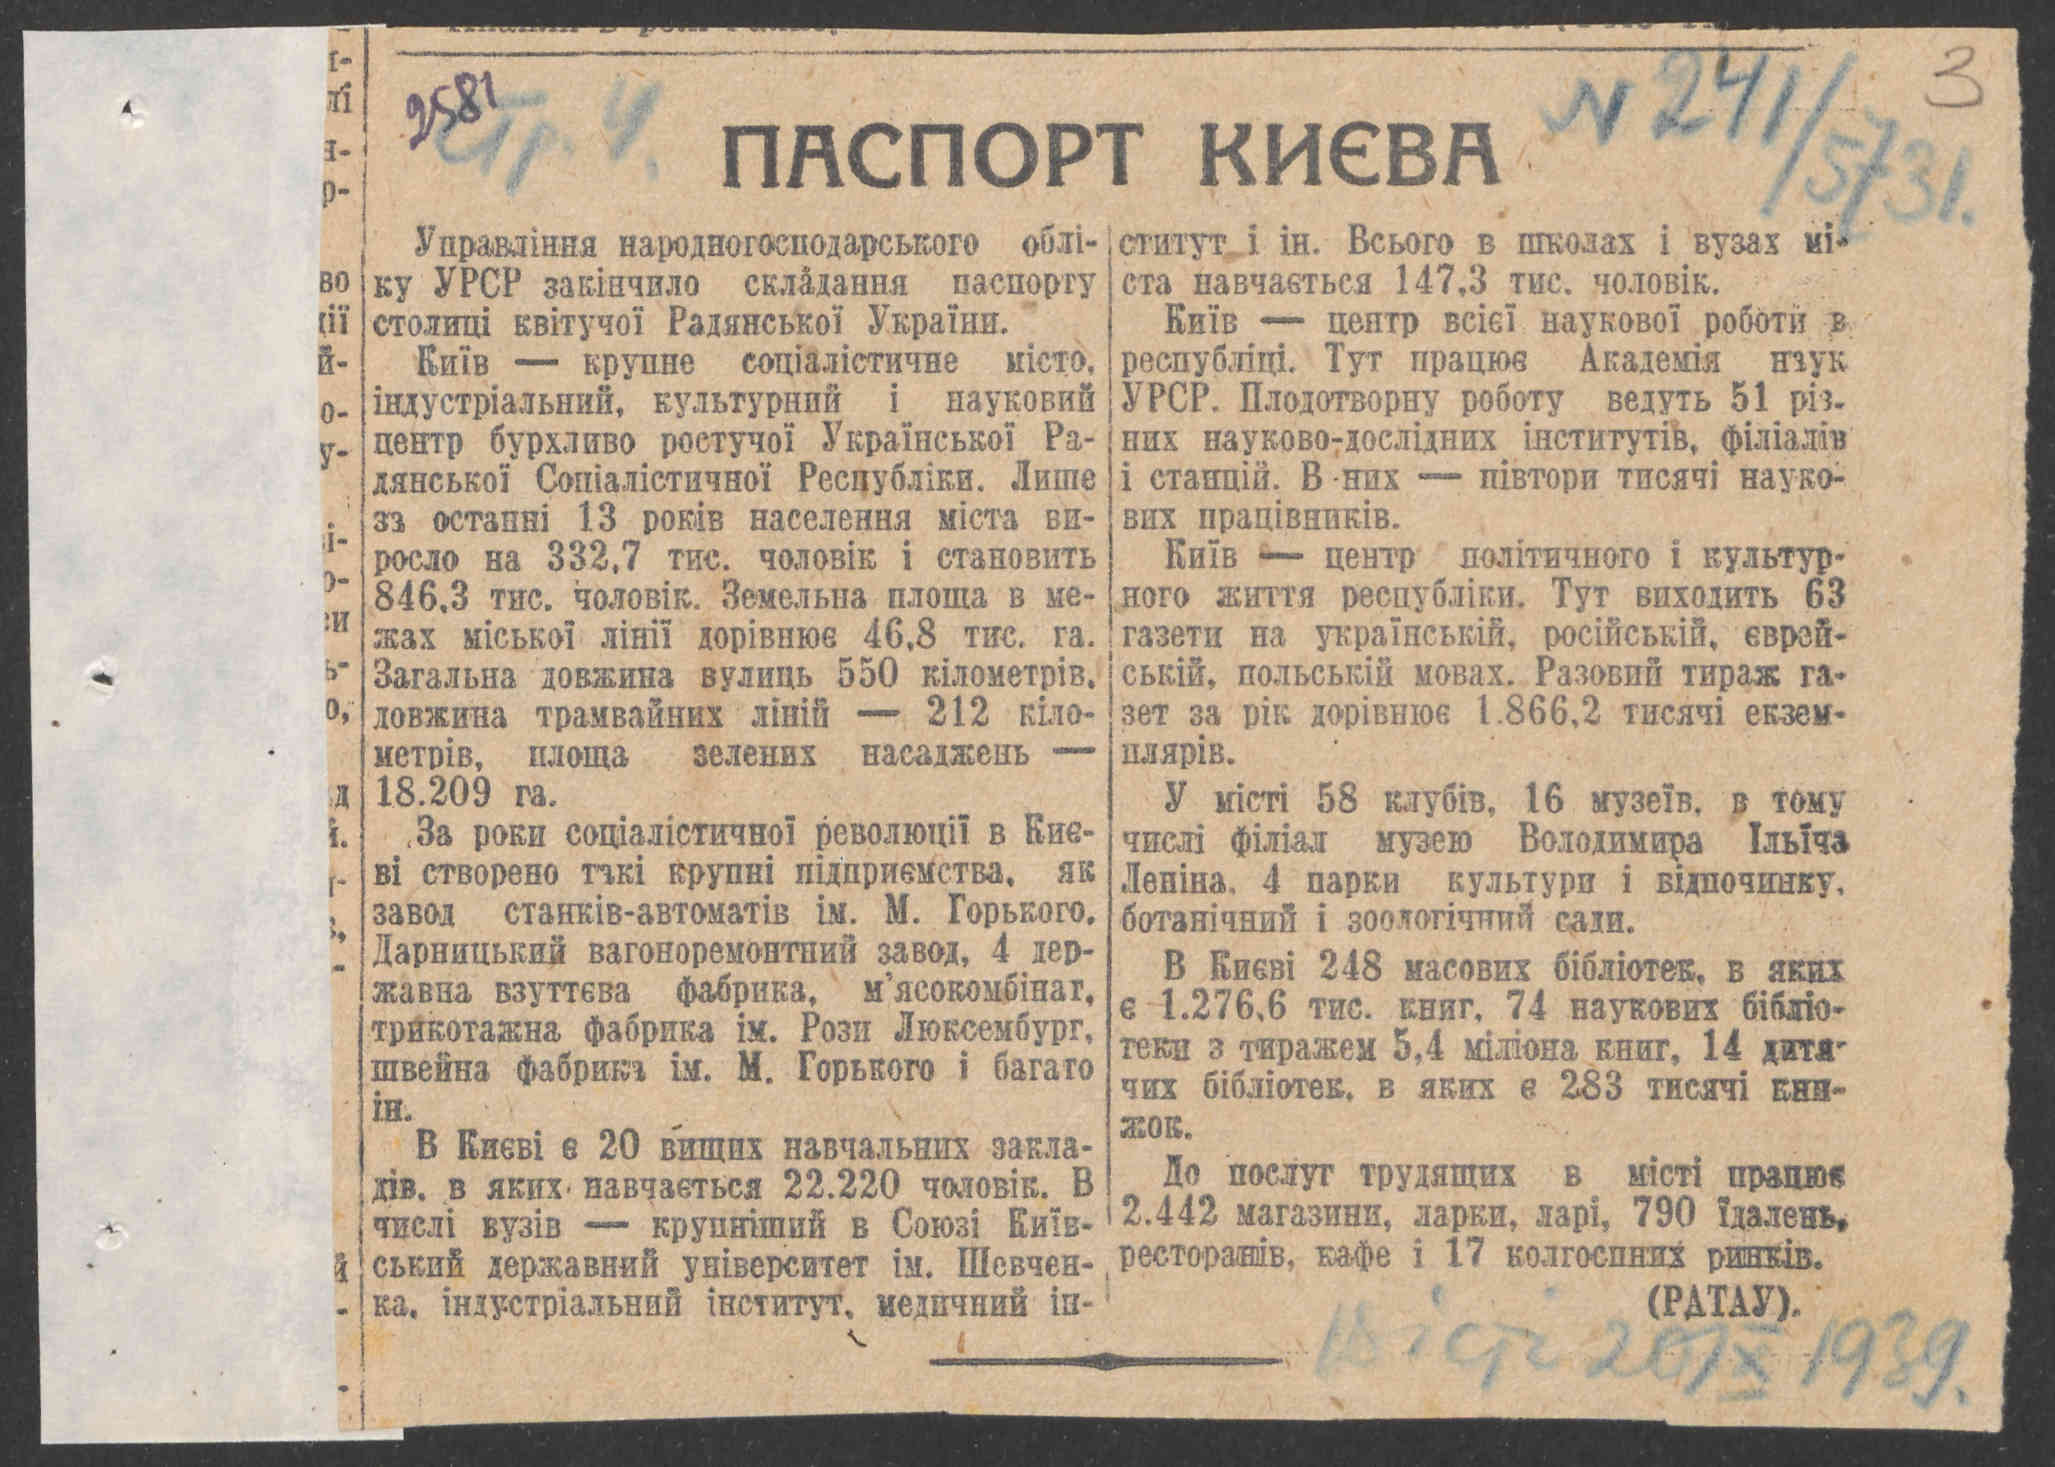 2581
Стр. 4.
N 241/5731.
3
ПАСПОРТ КИЄВА
Управління народногосподарського облі-
ку УРСР закінчило складання паспорту
столиці квітучої Радянської України.
Київ — крупне соціалістичне місто,
індустріальний, культурний і науковий
центр бурхливо ростучої Української Ра-
дянської Соціалістичної Республіки. Лише
за останні 13 років населення міста ви-
росло на 332,7 тис. чоловік і становить
846,3 тис. чоловік. Земельна площа в ме-
жах міської лінії дорівнює 46,8 тис. га.
Загальна довжина вулиць 550 кілометрів,
довжина трамвайних ліній — 212 кіло-
метрів, площа зелених насаджень —
18.209 га.
За роки соціалістичної революції в Киє-
ві створено такі крупні підприємства, як
завод станків-автоматів ім. М. Горького,
Дарницький вагоноремонтний завод, 4 дер-
жавна взуттєва фабрика, м'ясокомбінат,
трикотажна фабрика ім. Рози Люксембург,
швейна фабрика ім. М. Горького і багато
ін.
В Києві є 20 вищих навчальних закла-
дів, в яких навчається 22.220 чоловік. В
числі вузів — крупніший в Союзі Київ-
ський державний університет ім. Шевчен-
ка, індустріальний інститут, медичний ін-
ститут і ін. Всього в школах і вузах мі-
ста навчається 147,3 тис. чоловік.
Київ — центр всієї наукової роботи в
республіці. Тут працює Академія наук
УРСР. Плодотворну роботу ведуть 51 різ-
них науково-дослідних інститутів, філіалів
і станцій. В них — півтори тисячі науко-
вих працівників.
Київ — центр політичного і культур-
ного життя республіки. Тут виходить 63
газети на українській, російській, єврей-
ській, польській мовах. Разовий тираж га-
зет за рік дорівнює 1.866,2 тисячі екзем-
плярів.
У місті 58 клубів, 16 музеїв, в тому
числі філіал музею Володимира Ільїча
Леніна, 4 парки культури і відпочинку,
ботанічний і зоологічний сади.
В Києві 248 масових бібліотек, в яких
є 1.276,6 тис. книг, 74 наукових бібліо-
теки з тиражем 5,4 міліона книг, 14 дитя-
чих бібліотек, в яких є 283 тисячі кни-
жок.
До послуг трудящих в місті працює
2.442 магазини, ларки, ларі, 790 їдалень,
ресторанів, кафе і 17 колгоспних ринків.
(РАТАУ).
Вісті 20/IX 1939.